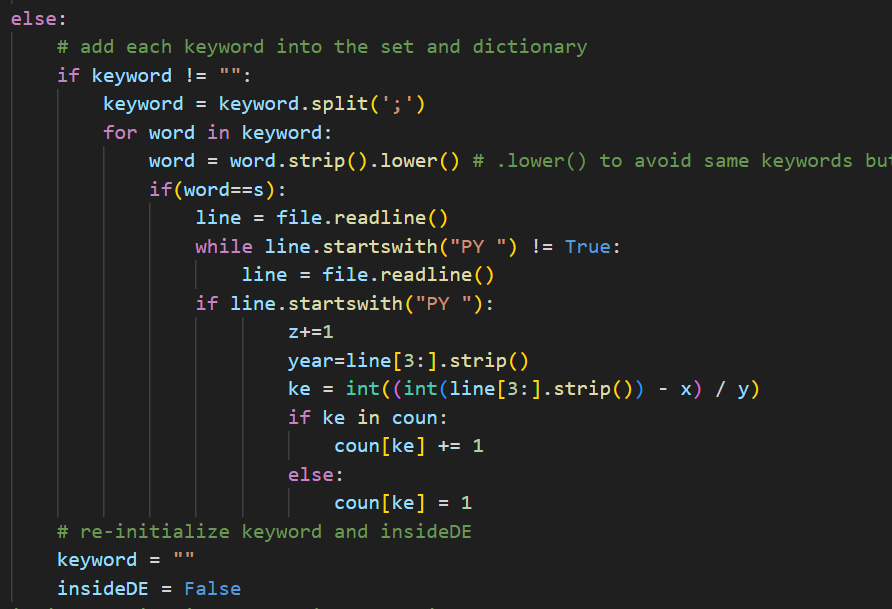 else:
# add each keyword into the set and dictionary
if keyword != "":
keyword = keyword.split(';')
for word in keyword:
word = word.strip().lower() # .lower() to avoid same keywords but
if(word==s):
line = file.readline()
while line.startswith("PY ") != True:
line = file.readline()
if line.startswith("PY "):
z+=1
year=line[3:].strip()
ke = int((int(line[3:].strip()) - x) / y)
if ke in coun:
coun[ke] += 1
else:
coun[ke] = 1
# re-initialize keyword and insideDE
keyword = ""
insideDE = False